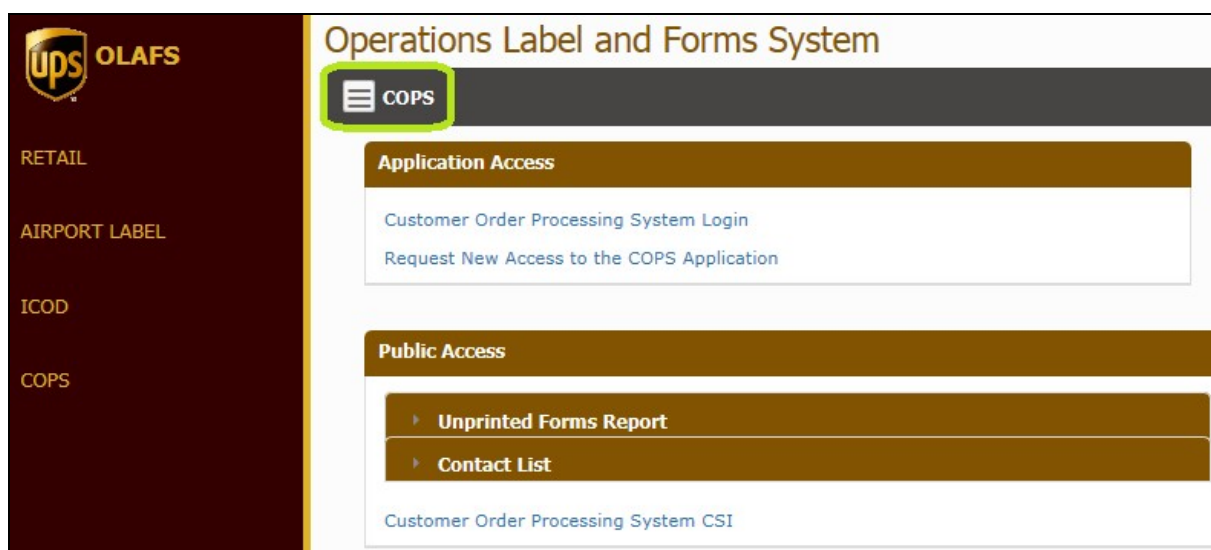 ups OLAFS
RETAIL
AIRPORT LABEL
ICOD
COPS
Operations Label and Forms System
COPS
Application Access
Customer Order Processing System Login
Request New Access to the COPS Application
Public Access
Unprinted Forms Report
Contact List
Customer Order Processing System CSI